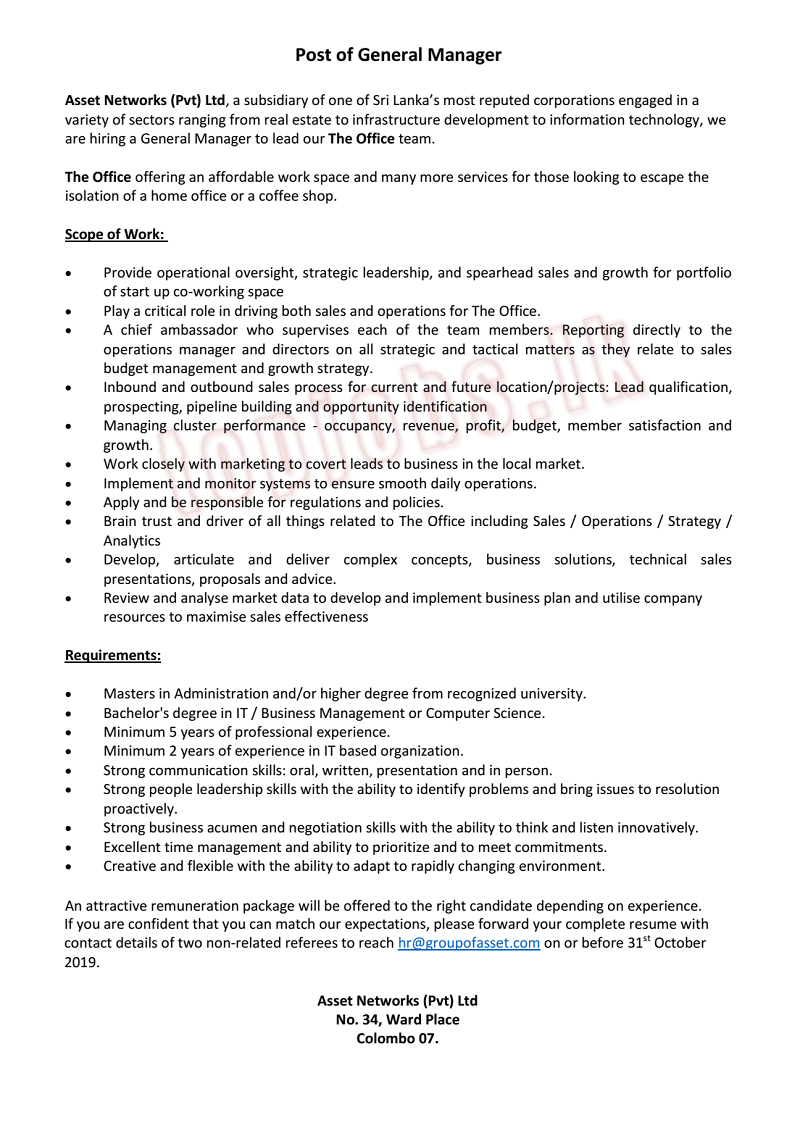 Post of General Manager
Asset Networks (Pvt) Ltd, a subsidiary of one of Sri Lanka's most reputed corporations engaged in a
variety of sectors ranging from real estate to infrastructure development to information technology, we
are hiring a General Manager to lead our The Office team.
The Office offering an affordable work space and many more services for those looking to escape the
isolation of a home office or a coffee shop.
Scope of Work:
• Provide operational oversight, strategic leadership, and spearhead sales and growth for portfolio
of start up co-working space
• Play a critical role in driving both sales and operations for The Office.
• A chief ambassador who supervises each of the team members. Reporting directly to the
operations manager and directors on all strategic and tactical matters as they relate to sales
budget management and growth strategy.
• Inbound and outbound sales process for current and future location/projects: Lead qualification,
prospecting, pipeline building and opportunity identification
• Managing cluster performance - occupancy, revenue, profit, budget, member satisfaction and
growth.
• Work closely with marketing to covert leads to business in the local market.
• Implement and monitor systems to ensure smooth daily operations.
• Apply and be responsible for regulations and policies.
• Brain trust and driver of all things related to The Office including Sales / Operations / Strategy /
Analytics
• Develop, articulate and deliver complex concepts, business solutions, technical sales
presentations, proposals and advice.
• Review and analyse market data to develop and implement business plan and utilise company
resources to maximise sales effectiveness
topjobs.lk
Requirements:
• Masters in Administration and/or higher degree from recognized university.
• Bachelor's degree in IT / Business Management or Computer Science.
• Minimum 5 years of professional experience.
• Minimum 2 years of experience in IT based organization.
• Strong communication skills: oral, written, presentation and in person.
• Strong people leadership skills with the ability to identify problems and bring issues to resolution
proactively.
• Strong business acumen and negotiation skills with the ability to think and listen innovatively.
• Excellent time management and ability to prioritize and to meet commitments.
• Creative and flexible with the ability to adapt to rapidly changing environment.
An attractive remuneration package will be offered to the right candidate depending on experience.
If you are confident that you can match our expectations, please forward your complete resume with
contact details of two non-related referees to reach hr@groupofasset.com on or before 31st October
2019.
Asset Networks (Pvt) Ltd
No. 34, Ward Place
Colombo 07.